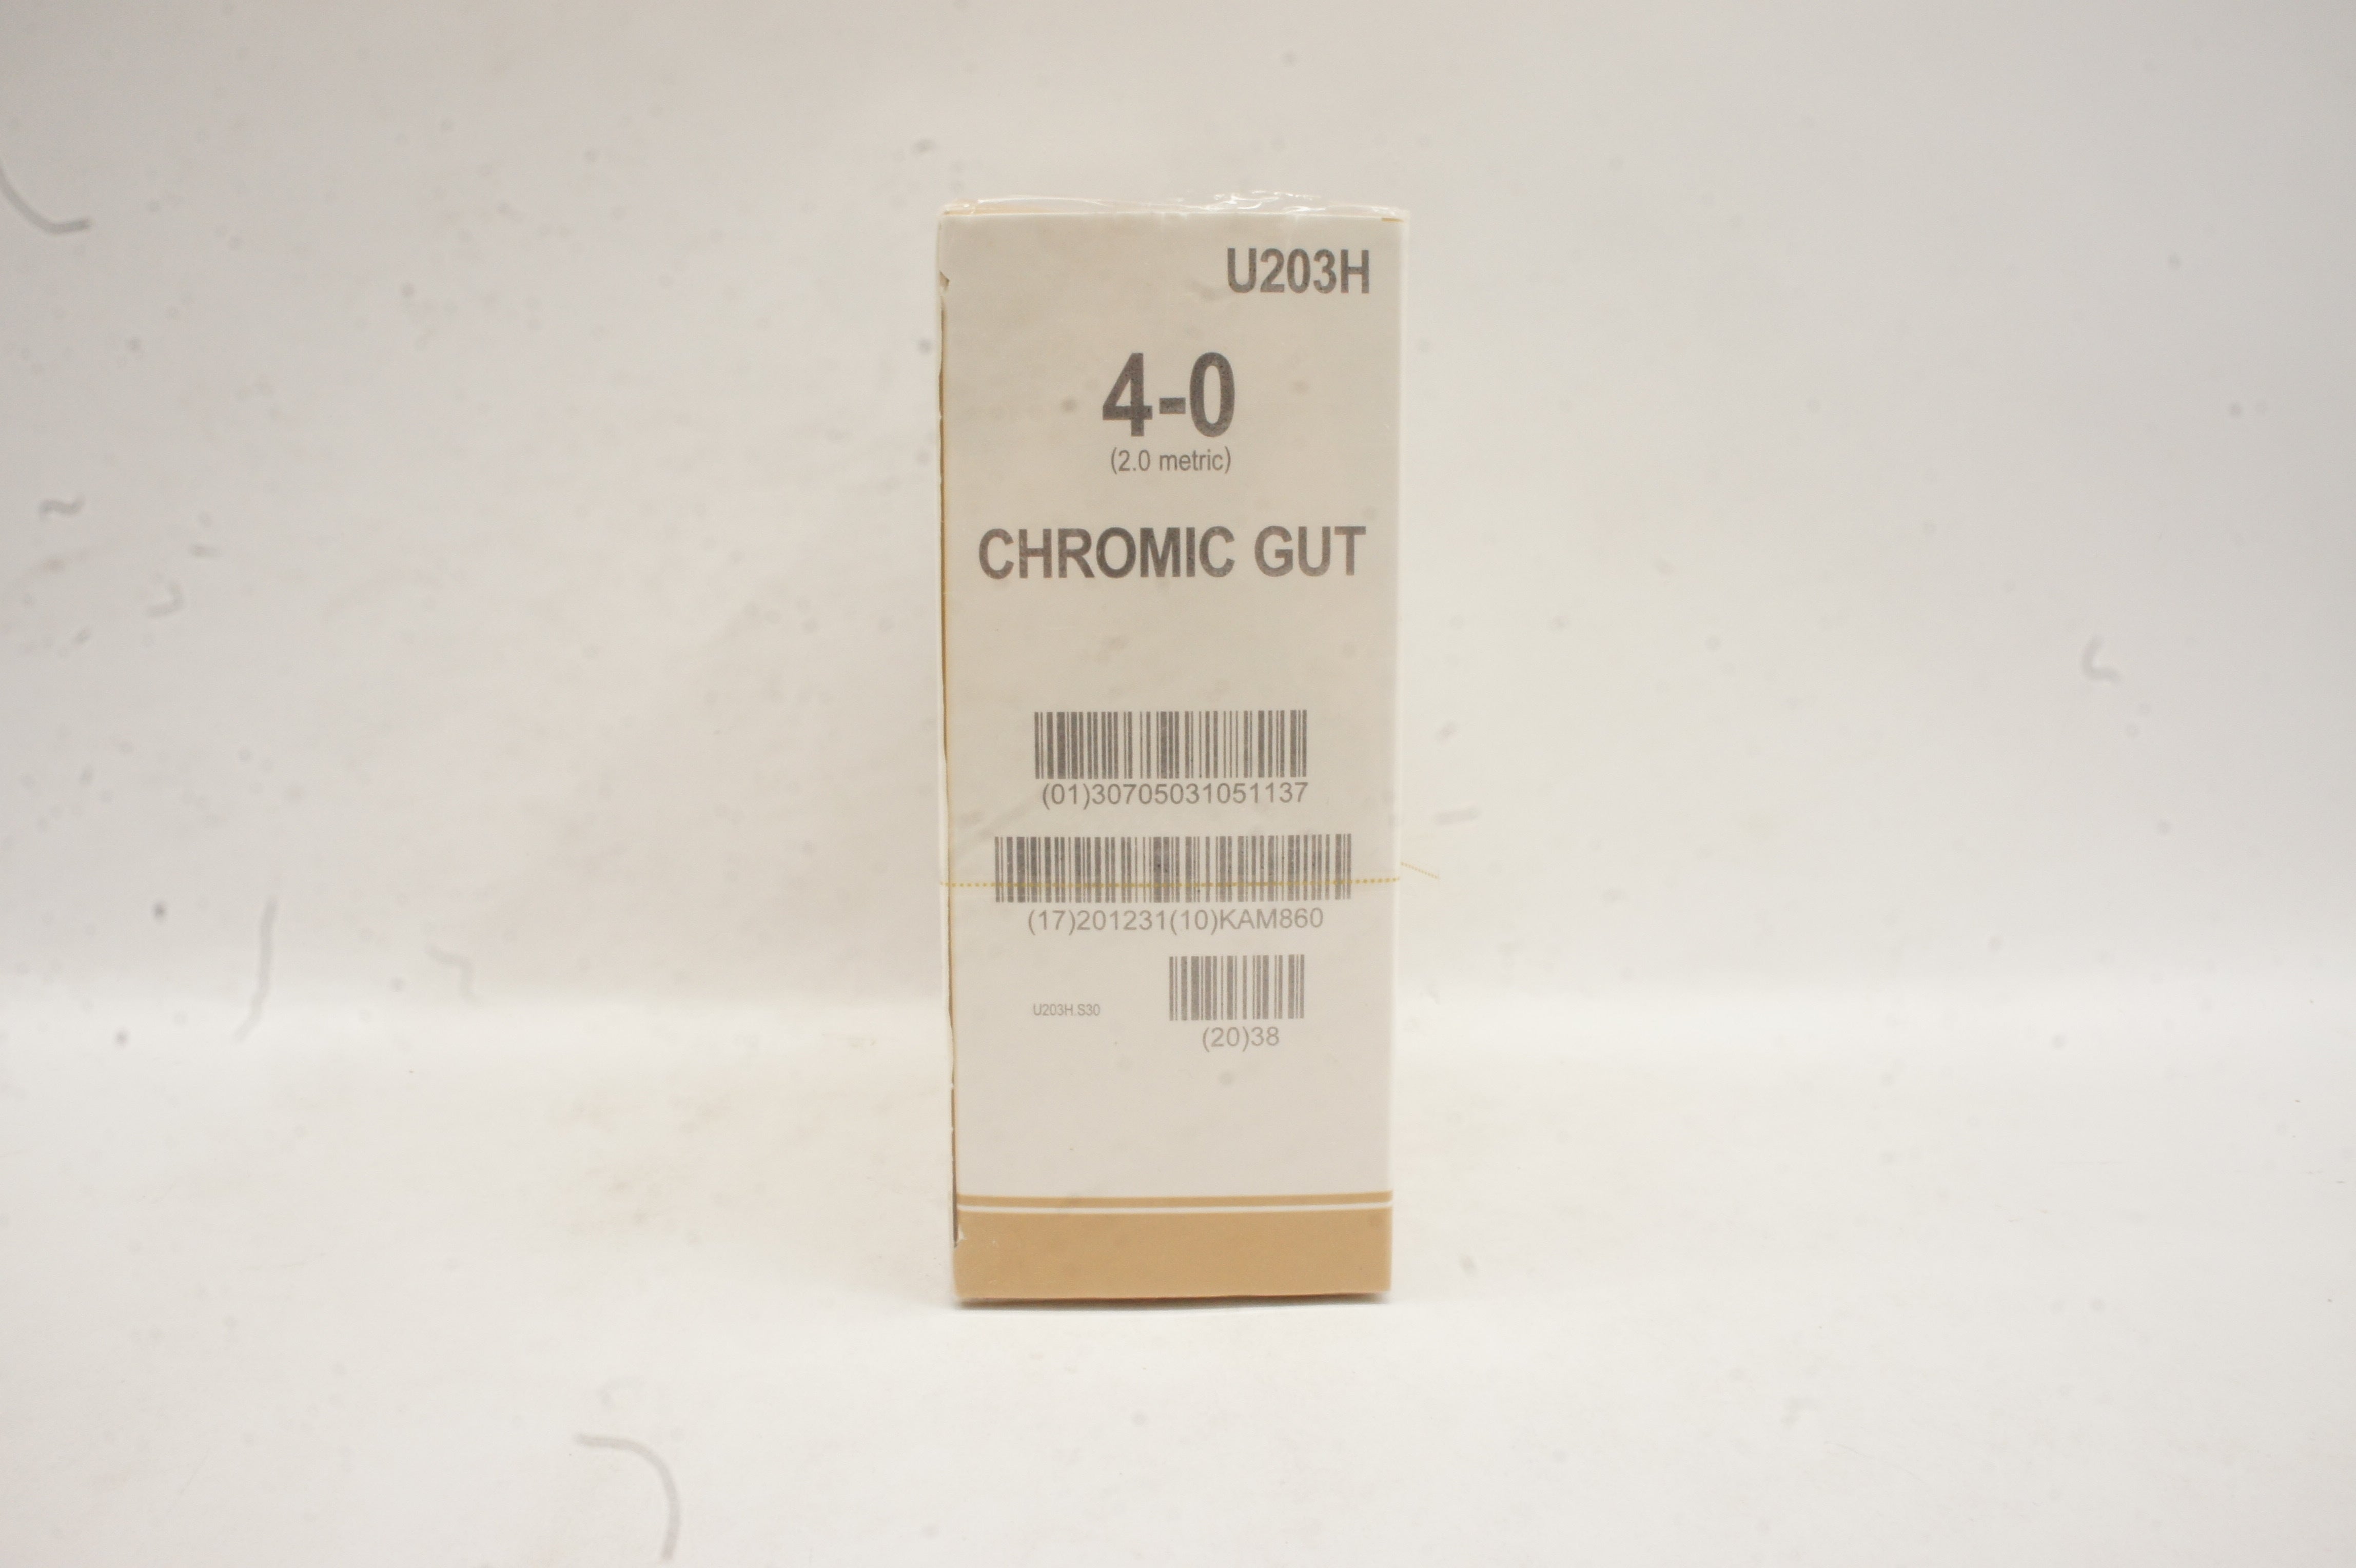 U203H
4-0
(2.0 metric)
CHROMIC GUT
(01)30705031051137
(17)201231(10)KAM860
U203H.S30
(20)38